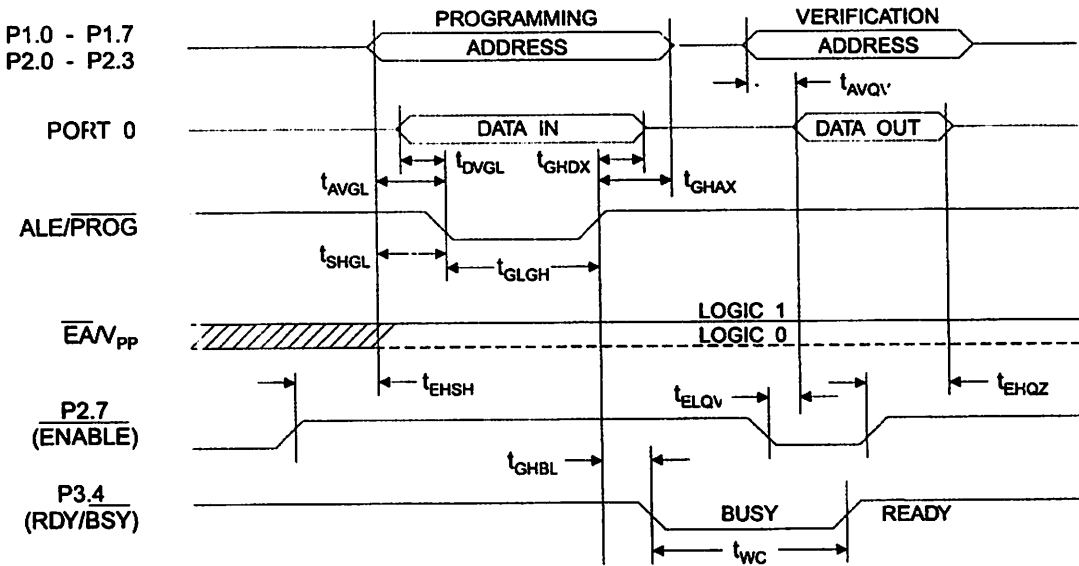 PROGRAMMING
VERIFICATION
P1.0 - P1.7
P2.0 - P2.3
ADDRESS
ADDRESS
tAVQV
PORT 0
DATA IN
DATA OUT
tDVGL
tGHDX
tAVGL
tGHAX
ALE/PROG
tSHGL
tGLGH
LOGIC 1
EA/VPP
LOGIC 0
tEHSH
tELQV
tEHQZ
P2.7
(ENABLE)
tGHBL
P3.4
(RDY/BSY)
BUSY
READY
tWC